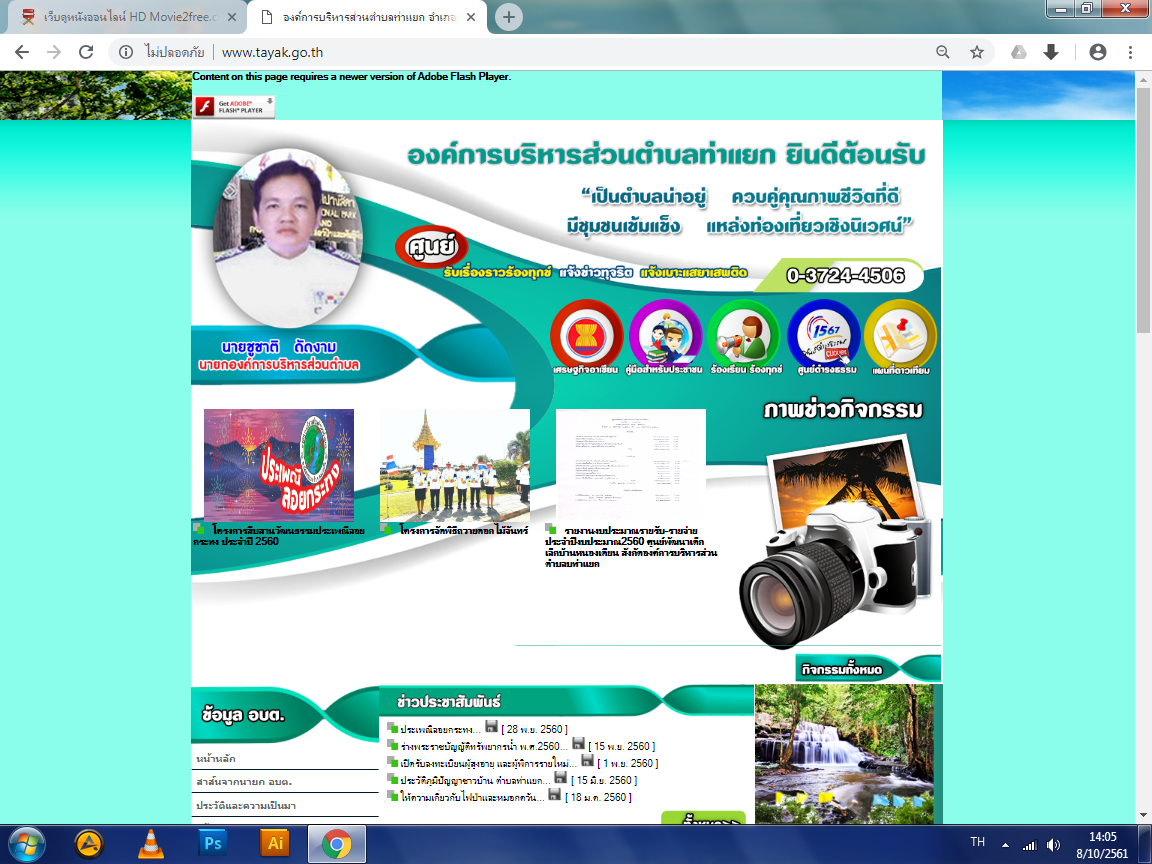 เว็บดูหนังออนไลน์ HD Movie2free.c
องค์การบริหารส่วนตำบลท่าแยก อำเภอ
ไม่ปลอดภัย
www.tayak.go.th
Content on this page requires a newer version of Adobe Flash Player.
Get ADOBE®
FLASH® PLAYER
องค์การบริหารส่วนตำบลท่าแยก ยินดีต้อนรับ
“เป็นตำบลน่าอยู่ ควบคู่คุณภาพชีวิตที่ดี
มีชุมชนเข้มแข็ง แหล่งท่องเที่ยวเชิงนิเวศน์”
ศูนย์
รับเรื่องราวร้องทุกข์ แจ้งข่าวทุจริต แจ้งเบาะแสยาเสพติด
0-3724-4506
นายชูชาติ ดักงาม
นายกองค์การบริหารส่วนตำบล
1567
CLICK HERE
เศรษฐกิจอาเซียน
คู่มือสำหรับประชาชน
ร้องเรียน ร้องทุกข์
ศูนย์ดำรงธรรม
แผนที่ดาวเทียม
ภาพข่าวกิจกรรม
ประเพณี
ลอยกระทง
โครงการสืบสานวัฒนธรรมประเพณีลอย
กระทง ประจำปี 2560
โครงการจัดพิธีถวายดอกไม้จันทร์
รายงานงบประมาณรายรับ-รายจ่าย
ประจำปีงบประมาณ2560 ศูนย์พัฒนาเด็ก
เล็กบ้านหนองเตียน สังกัดองค์การบริหารส่วน
ตำบลท่าแยก
กิจกรรมทั้งหมด
ข้อมูล อบต.
หน้าหลัก
สาส์นจากนายก อบต.
ประวัติและความเป็นมา
ข่าวประชาสัมพันธ์
ประเพณีลอยกระทง... [ 28 พ.ย. 2560 ]
ร่างพระราชบัญญัติทรัพยากรน้ำ พ.ศ.2560... [ 15 พ.ย. 2560 ]
เปิดรับลงทะเบียนผู้สูงอายุ และผู้พิการรายใหม่... [ 1 พ.ย. 2560 ]
ประวัติภูมิปัญญาชาวบ้าน ตำบลท่าแยก... [ 15 มิ.ย. 2560 ]
ให้ความเกี่ยวกับไฟป่าและหมอกควัน... [ 18 ม.ค. 2560 ]
Ps
Ai
TH
14:05
8/10/2561